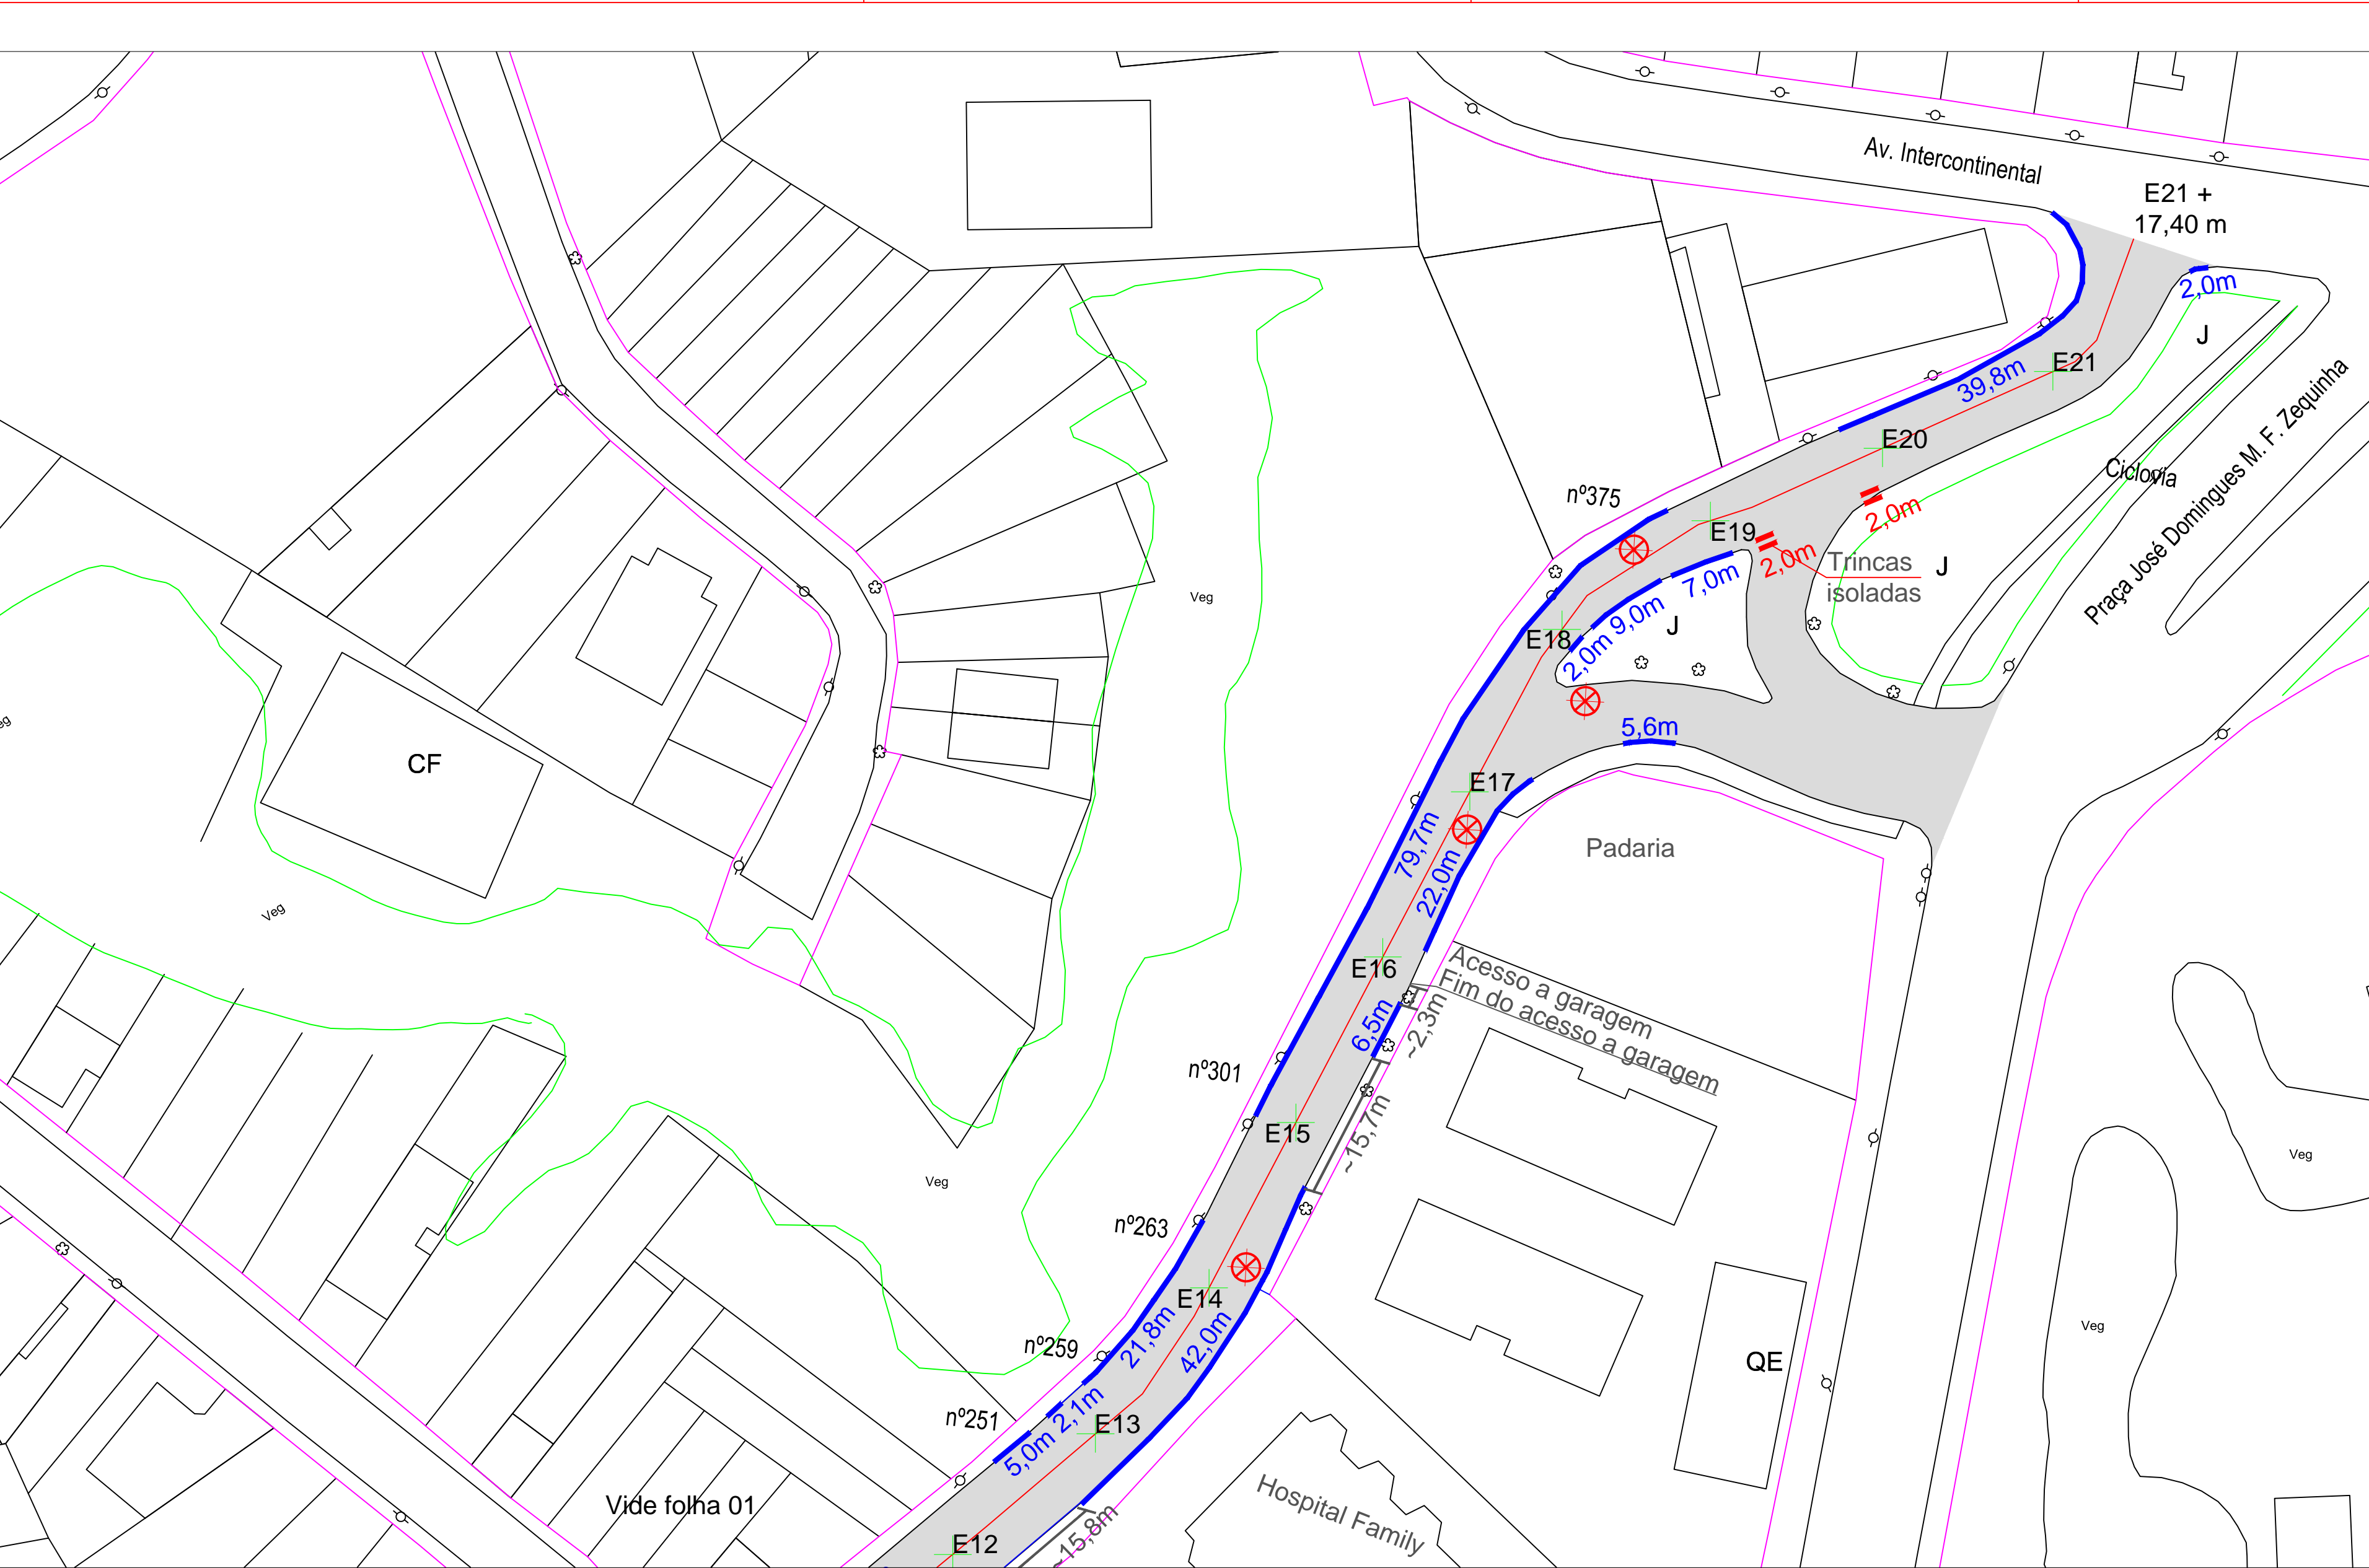 Av. Intercontinental
E21 +
17,40 m
2,0m
J
E21
39,8m
Praça José Domingues M. F. Zequinha
E20
Ciclovia
nº375
2,0m
E19
2,0m
Trincas
isoladas
J
7,0m
9,0m
J
Veg
E18
2,0m
5,6m
CF
E17
79,7m
Padaria
22,0m
Veg
E16
Acesso a garagem
Fim do acesso a garagem
6,5m
~2,3m
nº301
E15
~15,7m
Veg
Veg
nº263
E14
Veg
nº259
21,8m
42,0m
QE
nº251
2,1m
E13
5,0m
Vide folha 01
Hospital Family
E12
~15,8m